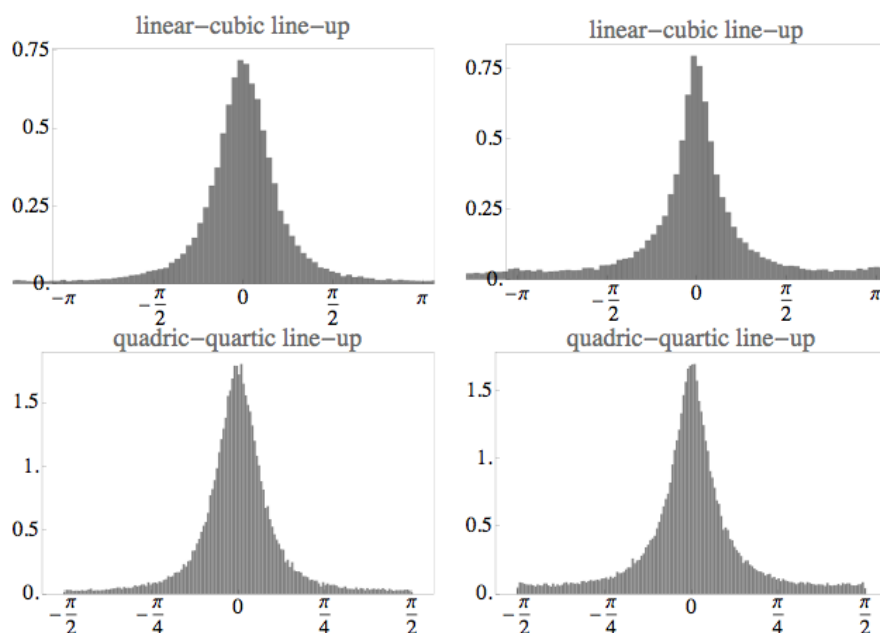 linear–cubic line–up
0.75
0.5
0.25
0.
−π
−π/2
0
π/2
π
linear–cubic line–up
0.75
0.5
0.25
0.
−π
−π/2
0
π/2
π
quadric–quartic line–up
1.5
1.
0.5
0.
−π/2
−π/4
0
π/4
π/2
quadric–quartic line–up
1.5
1.
0.5
0.
−π/2
−π/4
0
π/4
π/2